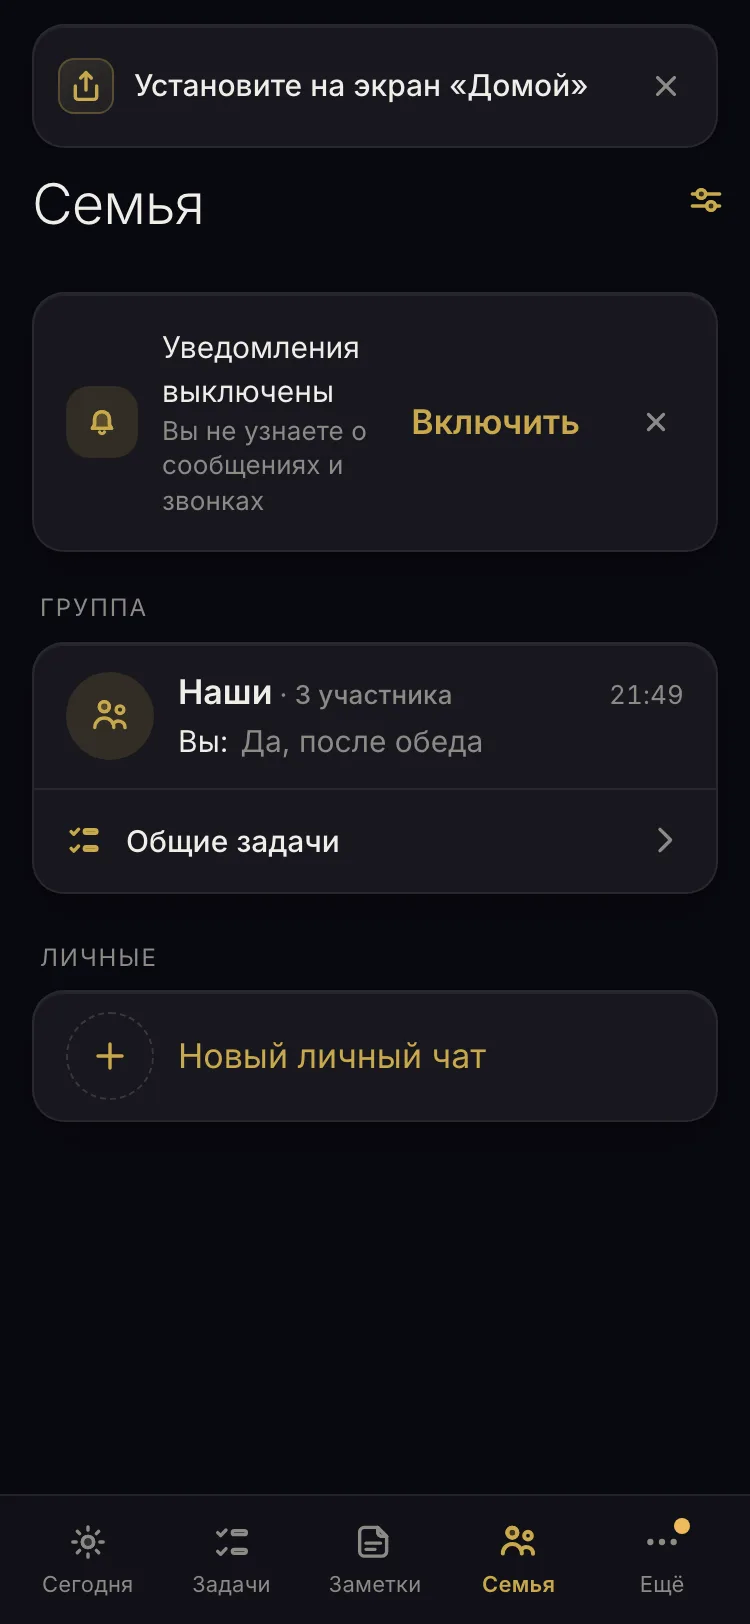 Установите на экран «Домой»
Семья
Уведомления
выключены
Вы не узнаете о
сообщениях и
звонках
Включить
ГРУППА
Наши · 3 участника 21:49
Вы: Да, после обеда
Общие задачи
ЛИЧНЫЕ
Новый личный чат
Сегодня Задачи Заметки Семья Ещё